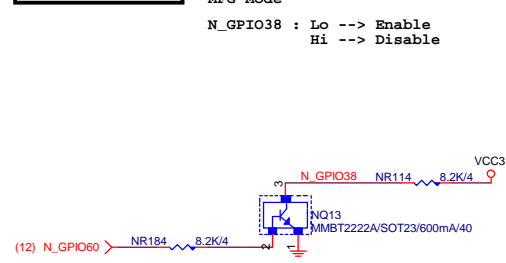 MFG Mode
N_GPIO38 : Lo --> Enable
Hi --> Disable
VCC3
3
N_GPIO38
NR114
8.2K/4
NQ13
MMBT2222A/SOT23/600mA/40
(12) N_GPIO60
NR184
8.2K/4
2
1